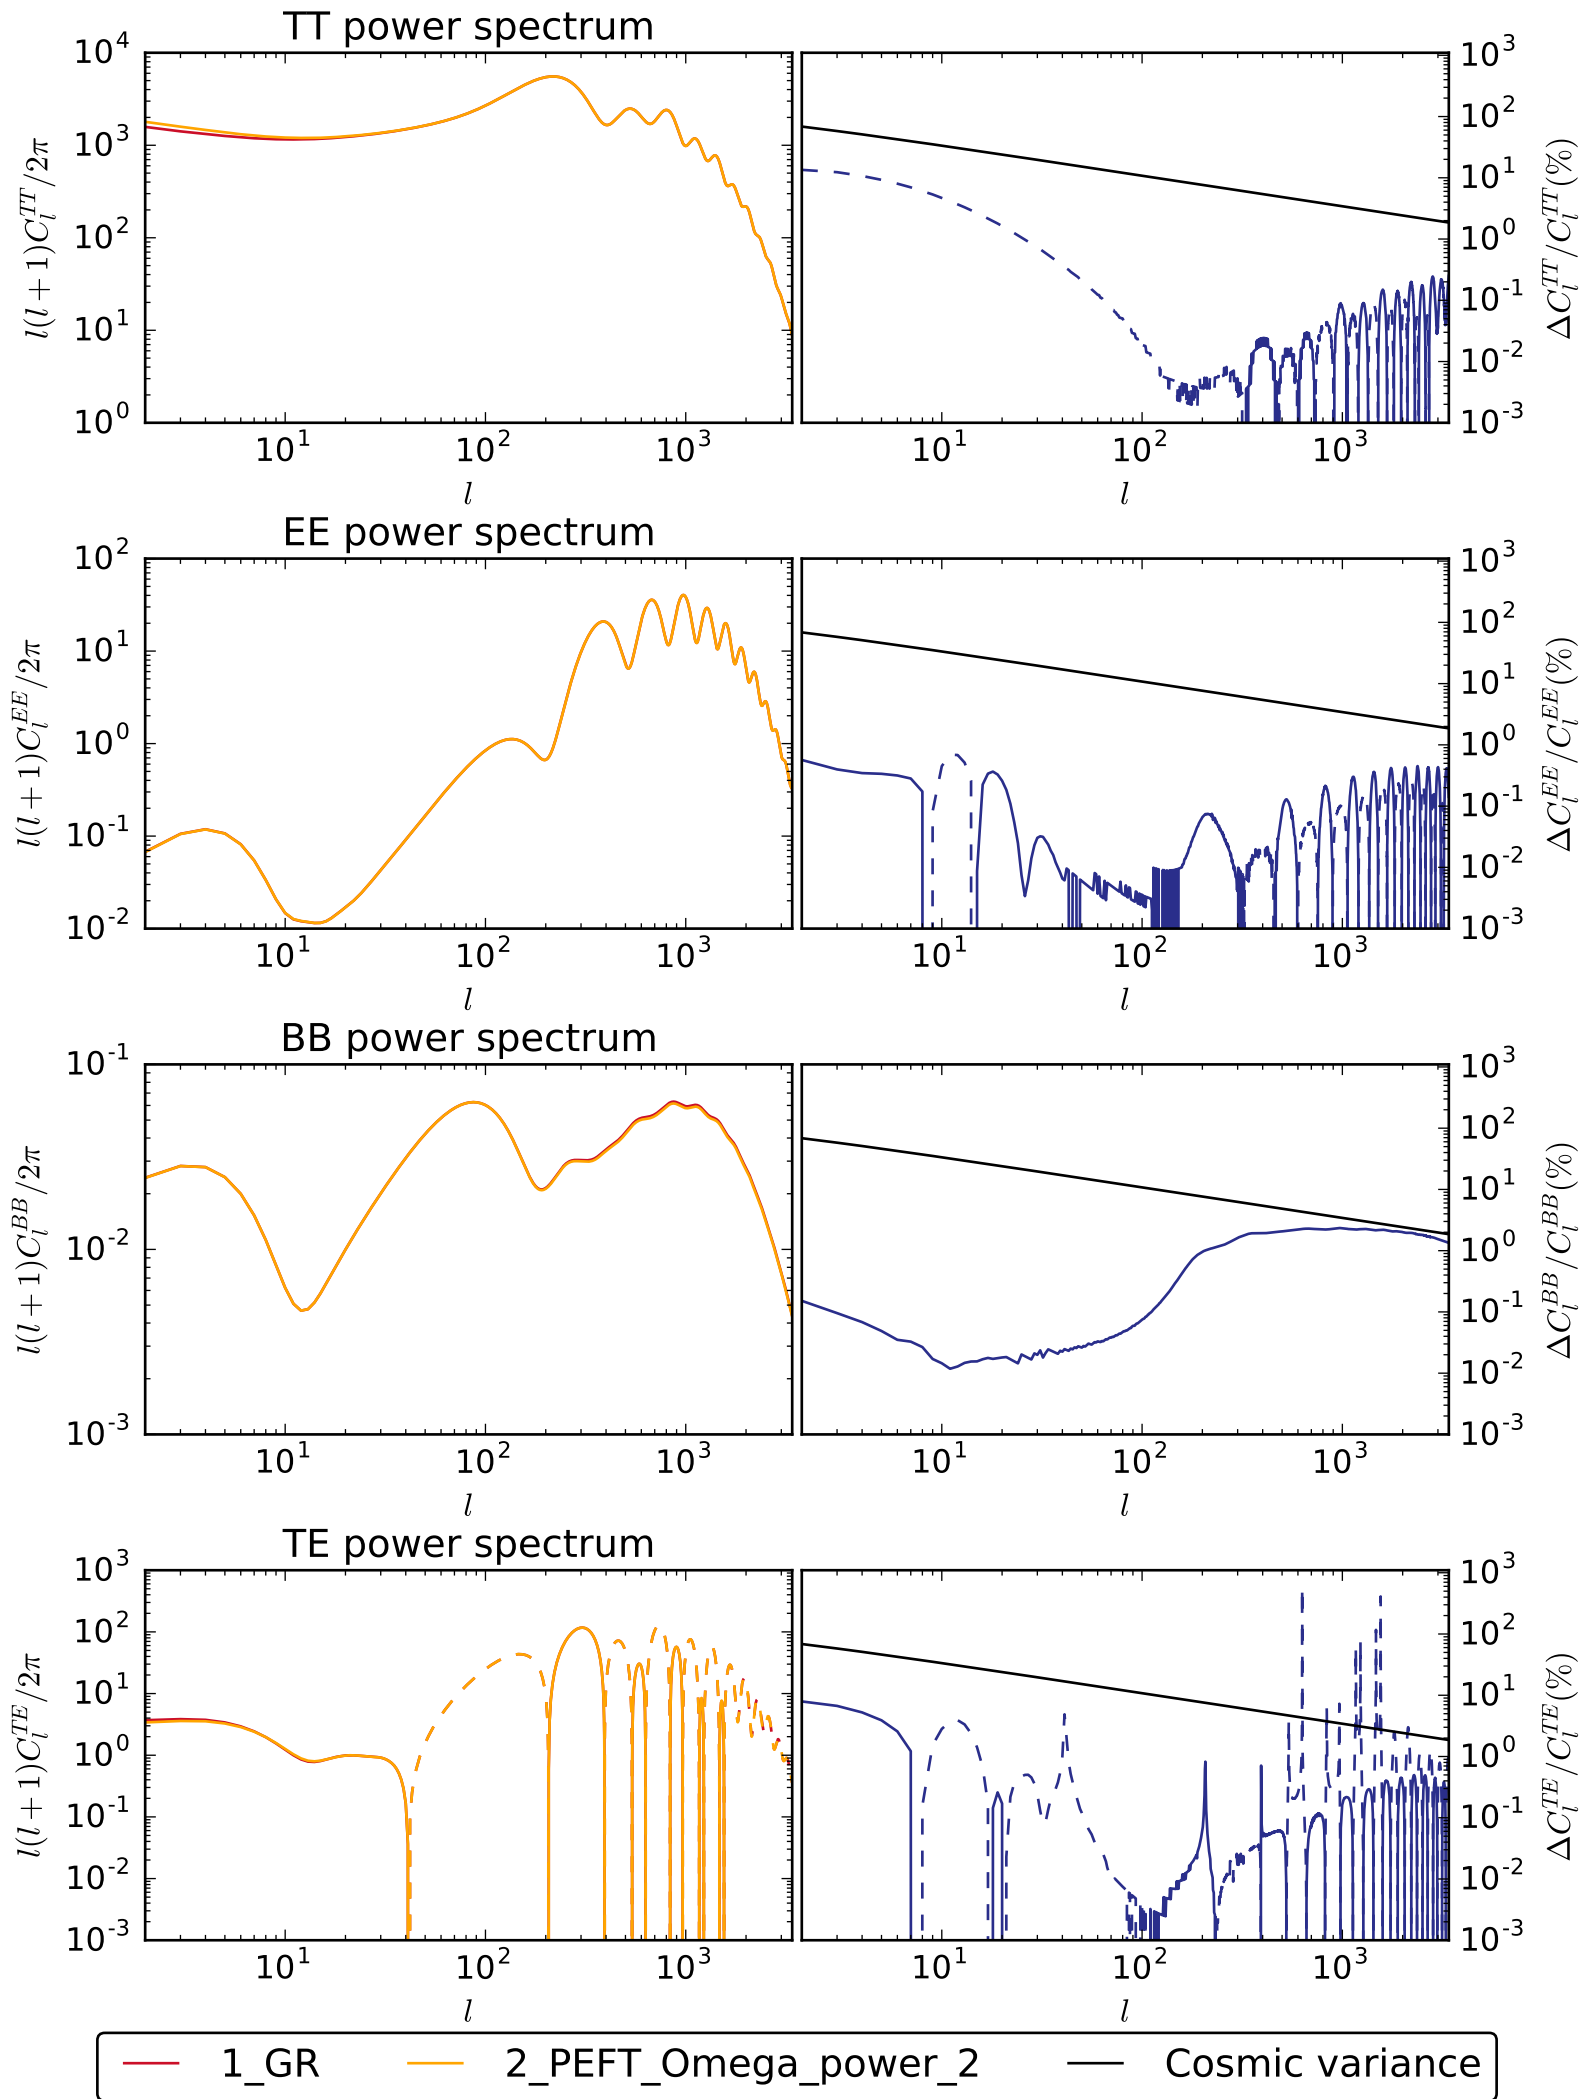 TT power spectrum
10^4
10^3
10^2
10^1
10^0
l(l+1)C_l^{TT}/2π
10^1 10^2 10^3
l
10^3
10^2
10^1
10^0
10^-1
10^-2
10^-3
ΔC_l^{TT}/C_l^{TT}(%)
10^1 10^2 10^3
l
EE power spectrum
10^2
10^1
10^0
10^-1
10^-2
l(l+1)C_l^{EE}/2π
10^1 10^2 10^3
l
10^3
10^2
10^1
10^0
10^-1
10^-2
10^-3
ΔC_l^{EE}/C_l^{EE}(%)
10^1 10^2 10^3
l
BB power spectrum
10^-1
10^-2
10^-3
l(l+1)C_l^{BB}/2π
10^1 10^2 10^3
l
10^3
10^2
10^1
10^0
10^-1
10^-2
10^-3
ΔC_l^{BB}/C_l^{BB}(%)
10^1 10^2 10^3
l
TE power spectrum
10^3
10^2
10^1
10^0
10^-1
10^-2
10^-3
l(l+1)C_l^{TE}/2π
10^1 10^2 10^3
l
10^3
10^2
10^1
10^0
10^-1
10^-2
10^-3
ΔC_l^{TE}/C_l^{TE}(%)
10^1 10^2 10^3
l
1_GR 2_PEFT_Omega_power_2 Cosmic variance